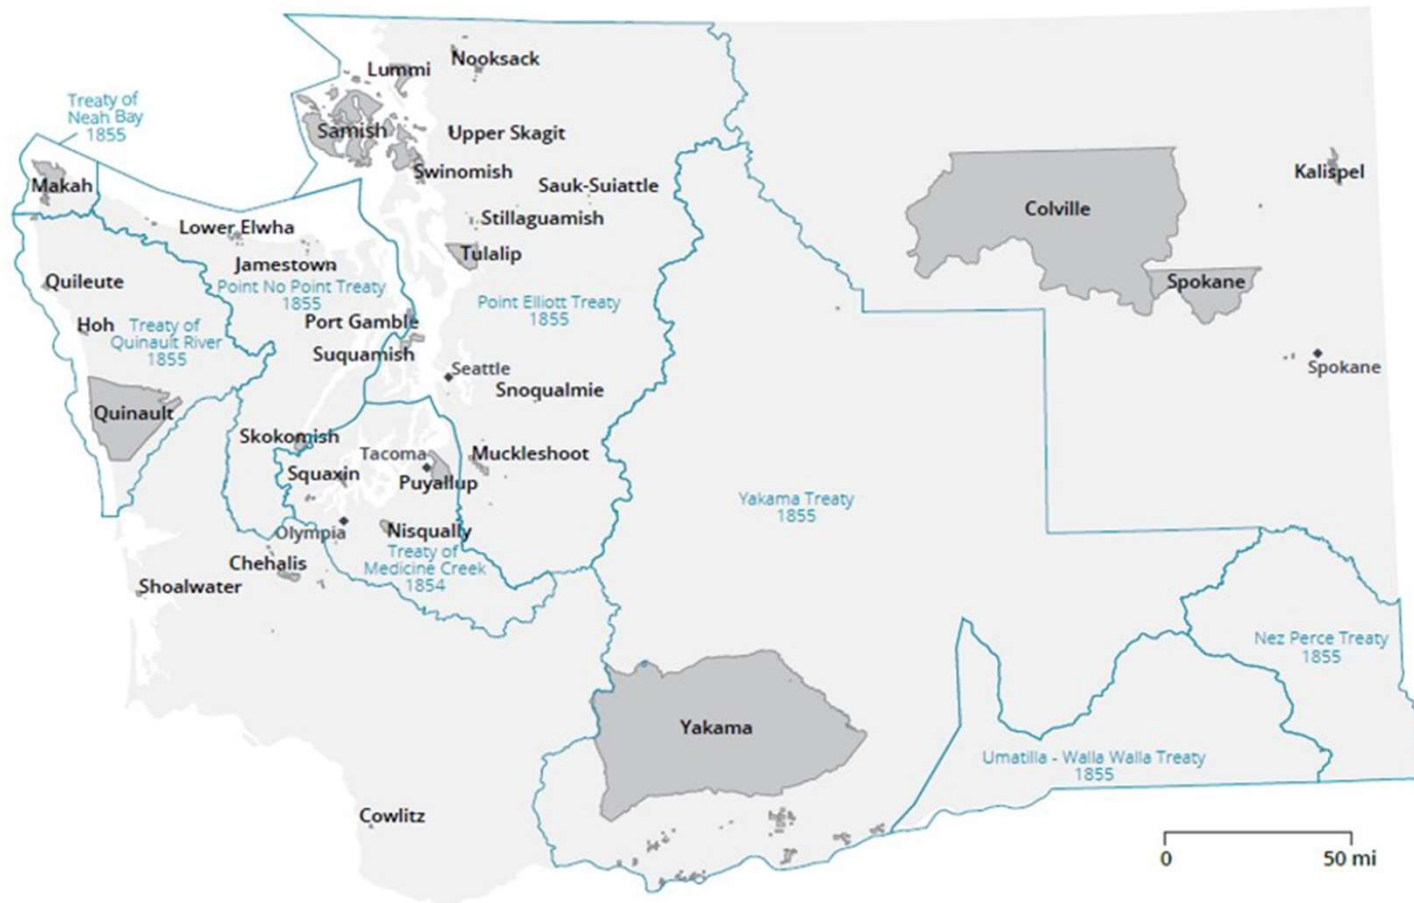 Nooksack
Lummi
Treaty of
Neah Bay
1855
Samish
Upper Skagit
Kalispel
Makah
Swinomish
Sauk-Suiattle
Colville
Stillaguamish
Lower Elwha
Tulalip
Jamestown
Quileute
Spokane
Point No Point Treaty
1855
Point Elliott Treaty
1855
Hoh
Treaty of
Quinault River
1855
Port Gamble
Suquamish
Seattle
Spokane
Snoqualmie
Quinault
Skokomish
Tacoma
Muckleshoot
Squaxin
Puyallup
Yakama Treaty
1855
Olympia
Nisqually
Treaty of
Medicine Creek
1854
Chehalis
Shoalwater
Nez Perce Treaty
1855
Yakama
Umatilla - Walla Walla Treaty
1855
Cowlitz
0 50 mi